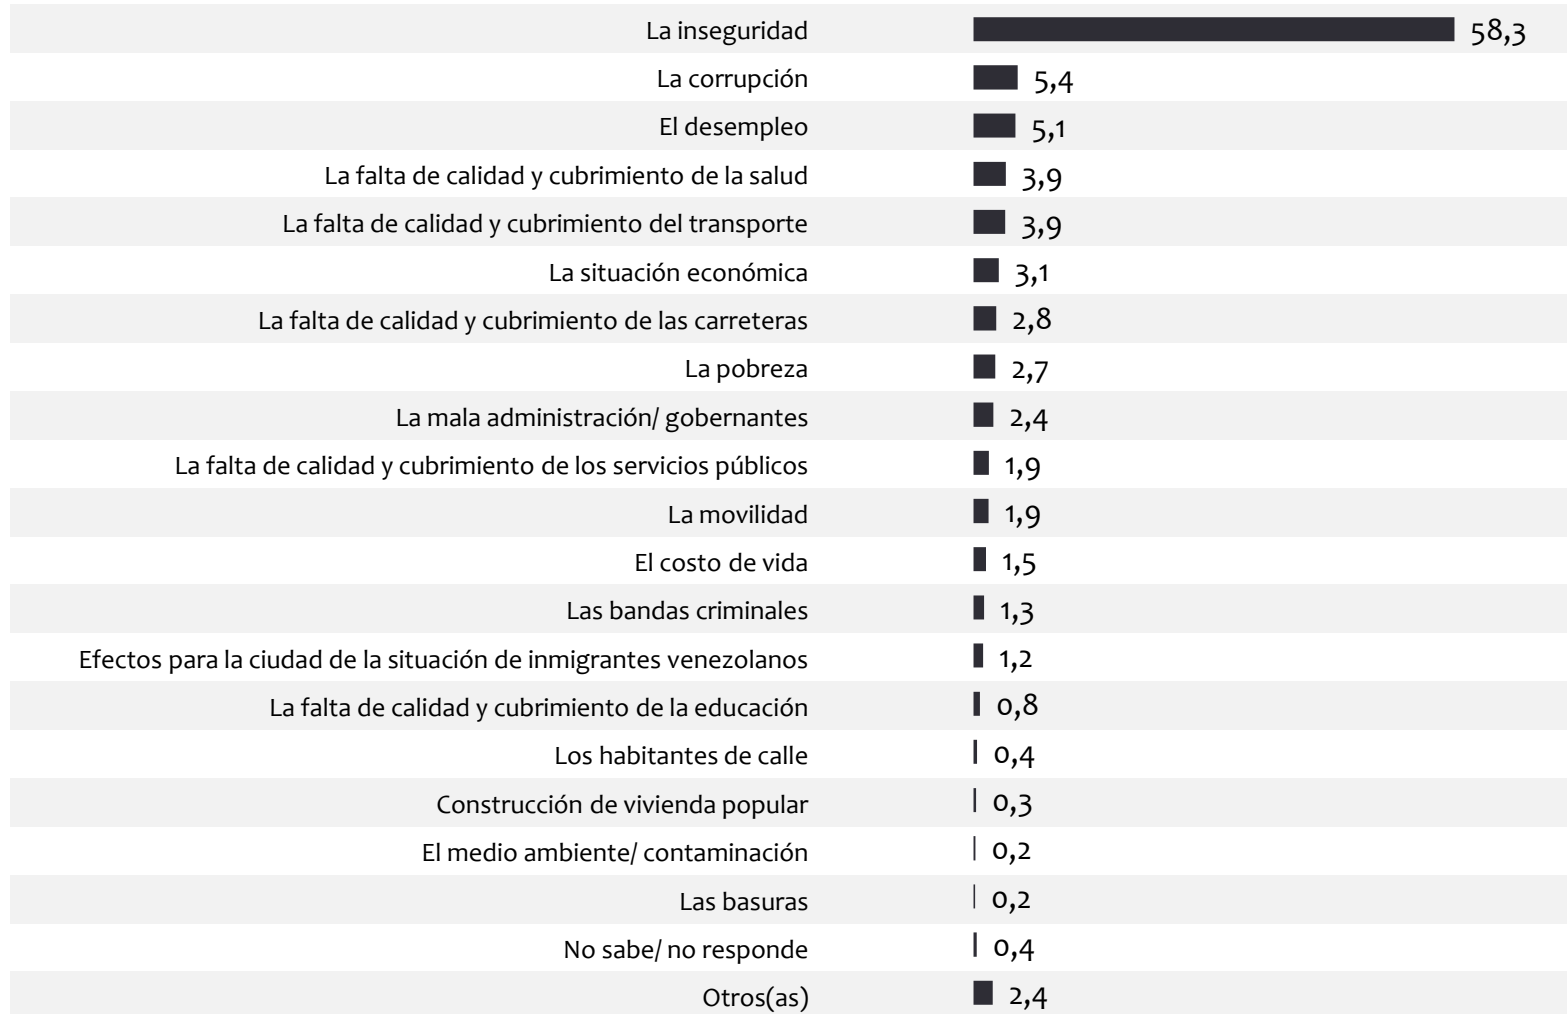 La inseguridad 58,3
La corrupción 5,4
El desempleo 5,1
La falta de calidad y cubrimiento de la salud 3,9
La falta de calidad y cubrimiento del transporte 3,9
La situación económica 3,1
La falta de calidad y cubrimiento de las carreteras 2,8
La pobreza 2,7
La mala administración/ gobernantes 2,4
La falta de calidad y cubrimiento de los servicios públicos 1,9
La movilidad 1,9
El costo de vida 1,5
Las bandas criminales 1,3
Efectos para la ciudad de la situación de inmigrantes venezolanos 1,2
La falta de calidad y cubrimiento de la educación 0,8
Los habitantes de calle 0,4
Construcción de vivienda popular 0,3
El medio ambiente/ contaminación 0,2
Las basuras 0,2
No sabe/ no responde 0,4
Otros(as) 2,4